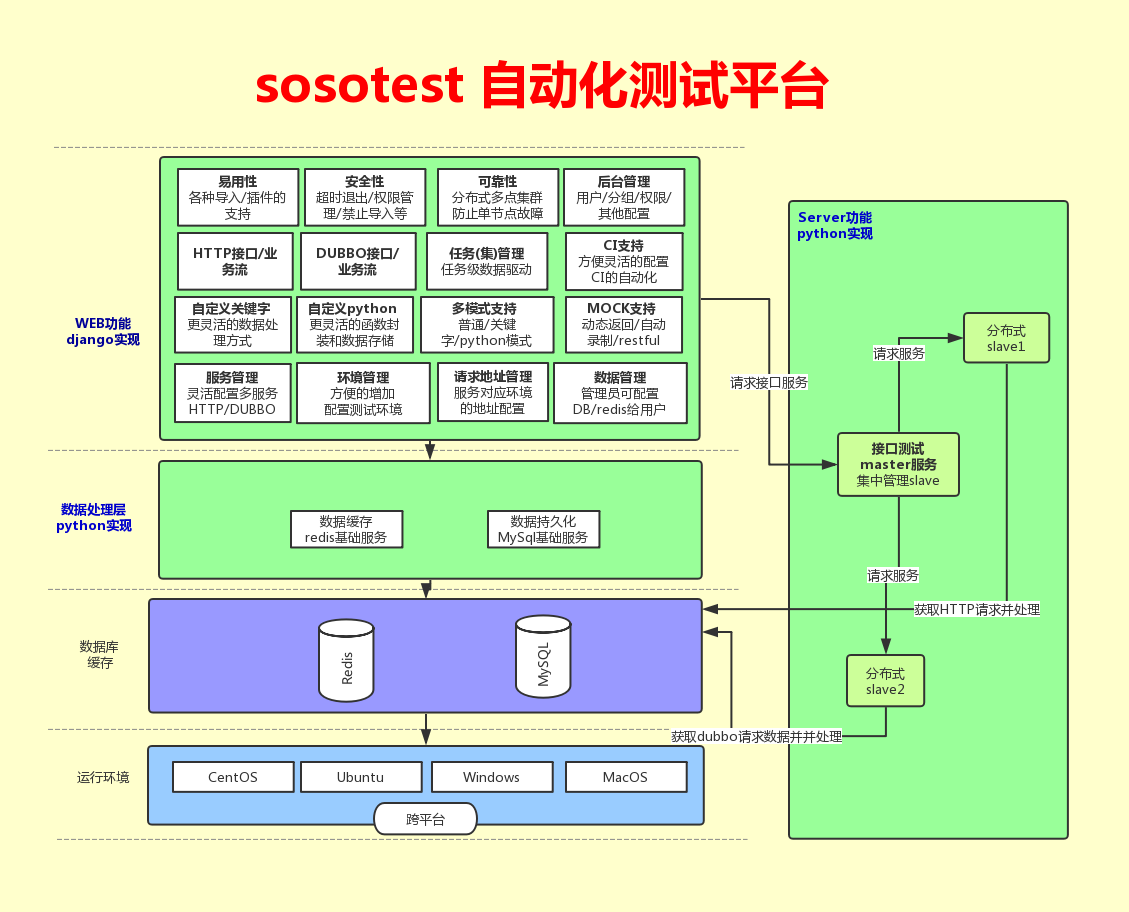 sosotest 自动化测试平台
WEB功能
django实现
易用性
各种导入/插件的
支持
安全性
超时退出/权限管
理/禁止导入等
可靠性
分布式多点集群
防止单节点故障
后台管理
用户/分组/权限/
其他配置
HTTP接口/业
务流
DUBBO接口/
业务流
任务(集)管理
任务级数据驱动
CI支持
方便灵活的配置
CI的自动化
自定义关键字
更灵活的数据处
理方式
自定义python
更灵活的函数封
装和数据存储
多模式支持
普通/关键
字/python模式
MOCK支持
动态返回/自动
录制/restful
服务管理
灵活配置多服务
HTTP/DUBBO
环境管理
方便的增加
配置测试环境
请求地址管理
服务对应环境
的地址配置
数据管理
管理员可配置
DB/redis给用户
数据处理层
python实现
数据缓存
redis基础服务
数据持久化
MySql基础服务
数据库
缓存
Redis
MySQL
运行环境
CentOS
Ubuntu
Windows
MacOS
跨平台
请求接口服务
Server功能
python实现
分布式
slave1
请求服务
接口测试
master服务
集中管理slave
请求服务
获取HTTP请求并处理
分布式
slave2
获取dubbo请求数据并并处理